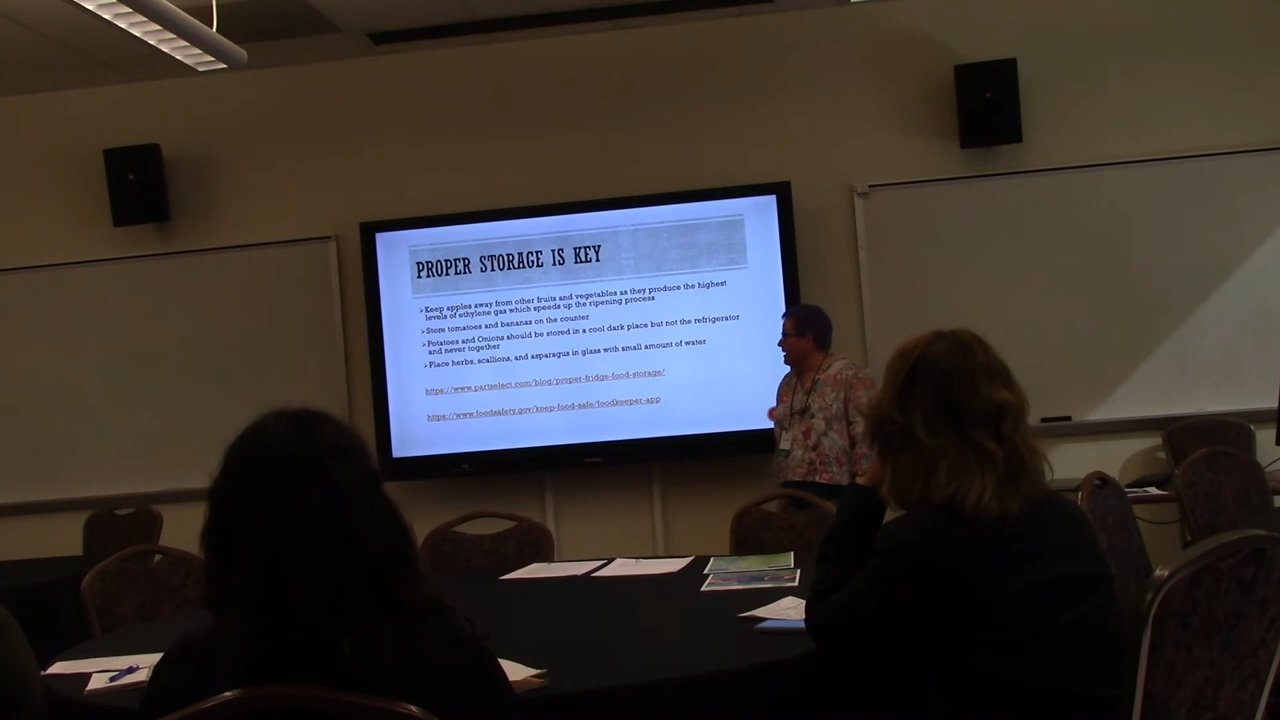 PROPER STORAGE IS KEY
➢Keep apples away from other fruits and vegetables as they produce the highest
levels of ethylene gas which speeds up the ripening process
➢Store tomatoes and bananas on the counter
➢Potatoes and Onions should be stored in a cool dark place but not the refrigerator
and never together
➢Place herbs, scallions, and asparagus in glass with small amount of water
https://www.partselect.com/blog/proper-fridge-food-storage/
https://www.foodsafety.gov/keep-food-safe/foodkeeper-app